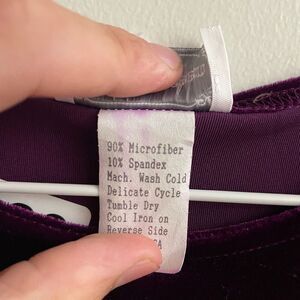 90% Microfiber
10% Spandex
Mach. Wash Cold
Delicate Cycle
Tumble Dry
Cool Iron on
Reverse Side